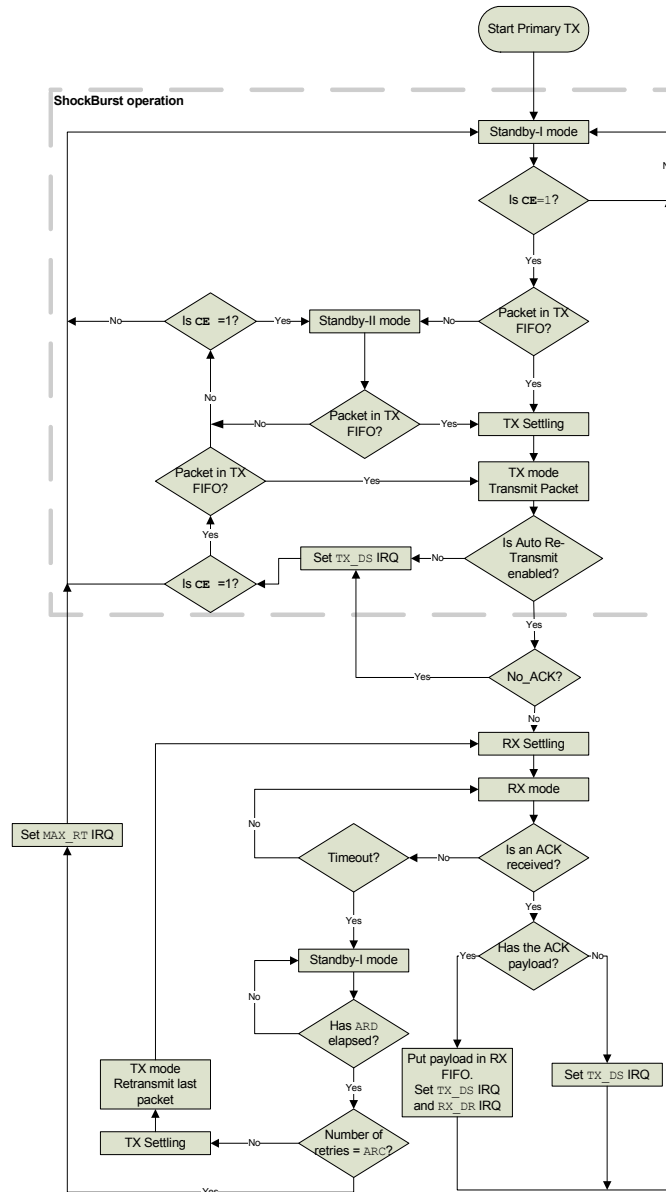 Start Primary TX
ShockBurst operation
Standby-I mode
Is CE=1?
Yes
No
Is CE =1?
Yes
Standby-II mode
No
Packet in TX
FIFO?
Yes
No
Packet in TX
FIFO?
No
Yes
TX Settling
Packet in TX
FIFO?
Yes
TX mode
Transmit Packet
Yes
Is CE =1?
Set TX_DS IRQ
No
Is Auto Re-
Transmit
enabled?
Yes
Yes
No_ACK?
No
RX Settling
RX mode
Set MAX_RT IRQ
No
Timeout?
No
Is an ACK
received?
Yes
Yes
Standby-I mode
Yes
Has the ACK
payload?
No
No
Has ARD
elapsed?
Yes
TX mode
Retransmit last
packet
Put payload in RX
FIFO.
Set TX_DS IRQ
and RX_DR IRQ
Set TX_DS IRQ
TX Settling
No
Number of
retries = ARC?
Yes